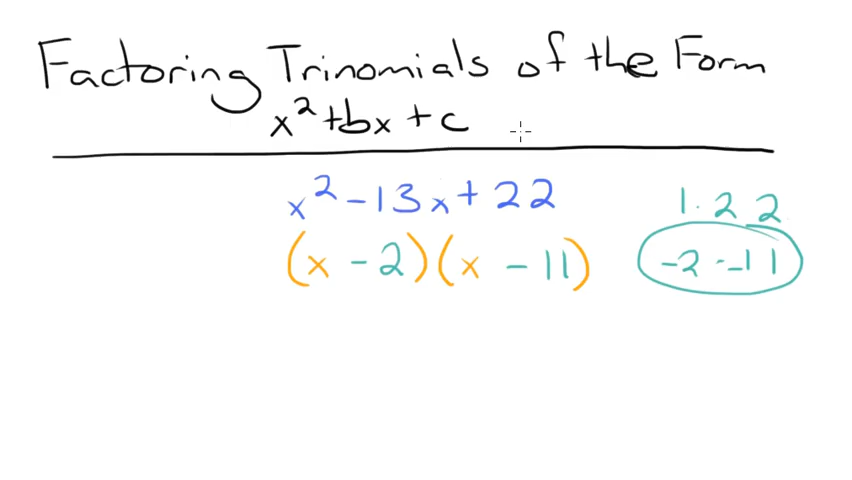 Factoring Trinomials of the Form
x² + bx + c
x² - 13x + 22
1 · 22
(x - 2)(x - 11)
-2 · -11